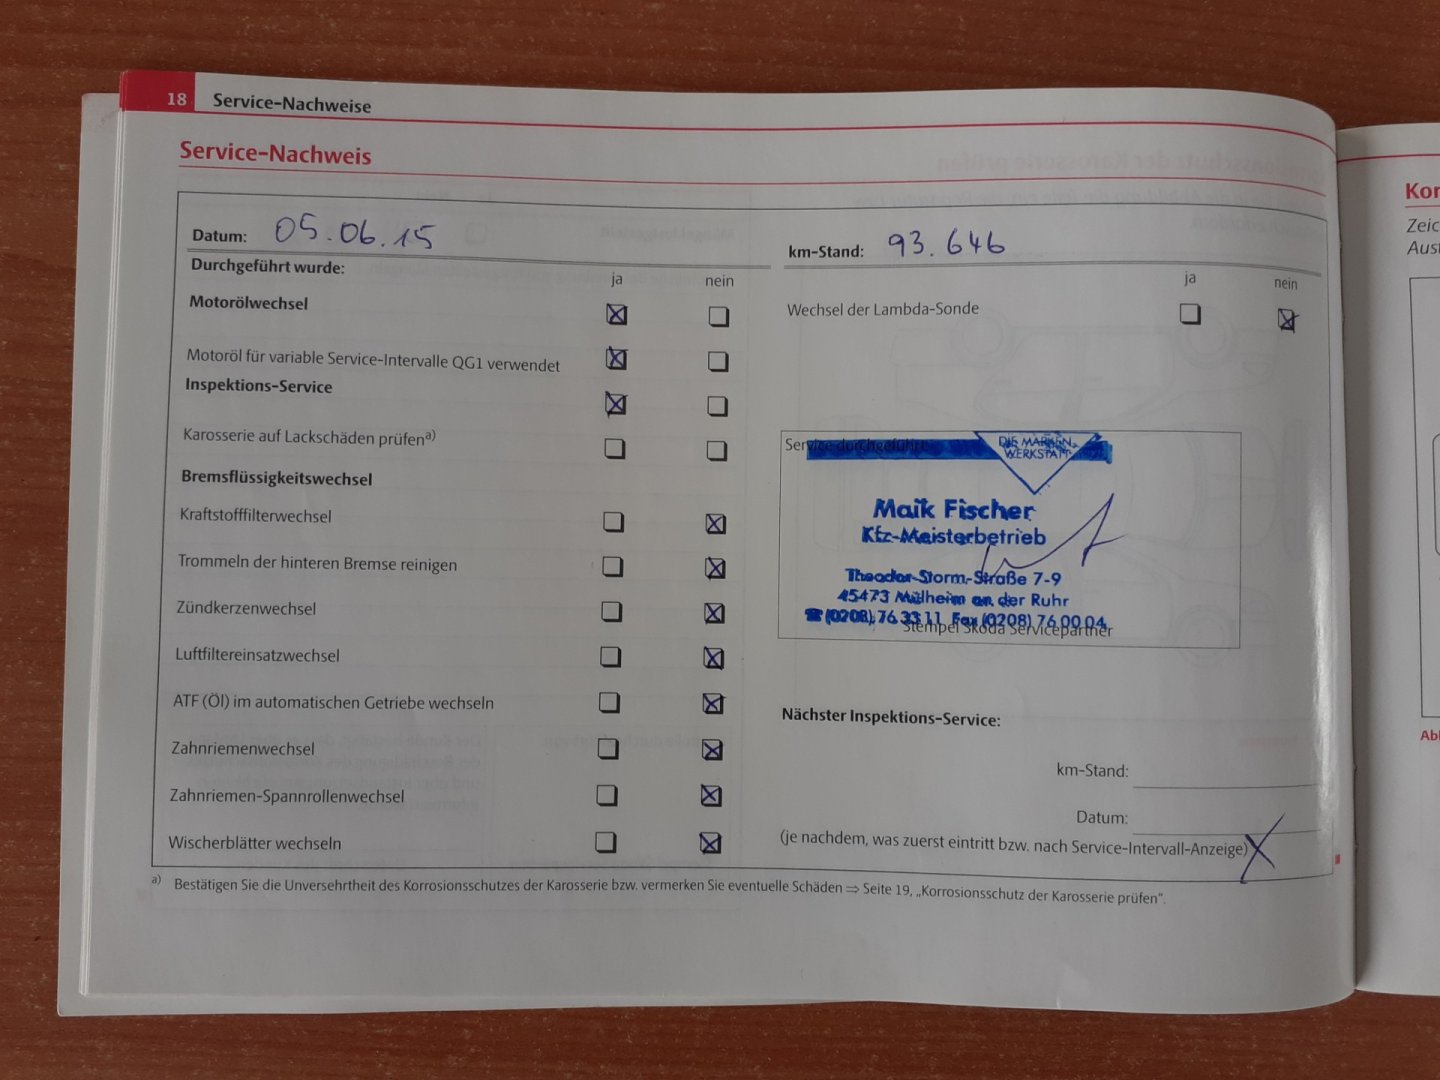 18 Service-Nachweise
Service-Nachweis
Datum: 05.06.15
Durchgeführt wurde:
ja nein
Motorölwechsel
Motoröl für variable Service-Intervalle QG1 verwendet
Inspektions-Service
Karosserie auf Lackschäden prüfen a)
Bremsflüssigkeitswechsel
Kraftstofffilterwechsel
Trommeln der hinteren Bremse reinigen
Zündkerzenwechsel
Luftfiltereinsatzwechsel
ATF (Öl) im automatischen Getriebe wechseln
Zahnriemenwechsel
Zahnriemen-Spannrollenwechsel
Wischerblätter wechseln
km-Stand: 93.646
ja nein
Wechsel der Lambda-Sonde
Service durchgeführt:
DIE MARKEN-
WERKSTATT
Maik Fischer
Kfz-Meisterbetrieb
Theodor-Storm-Straße 7-9
45473 Mülheim an der Ruhr
☎ (0208) 76 33 11 Fax (0208) 76 00 04
Stempel Škoda Servicepartner
Nächster Inspektions-Service:
km-Stand:
Datum:
(je nachdem, was zuerst eintritt bzw. nach Service-Intervall-Anzeige) X
a) Bestätigen Sie die Unversehrtheit des Korrosionsschutzes der Karosserie bzw. vermerken Sie eventuelle Schäden ⇒ Seite 19, „Korrosionsschutz der Karosserie prüfen“.
Kor
Zeic
Aus
Abb